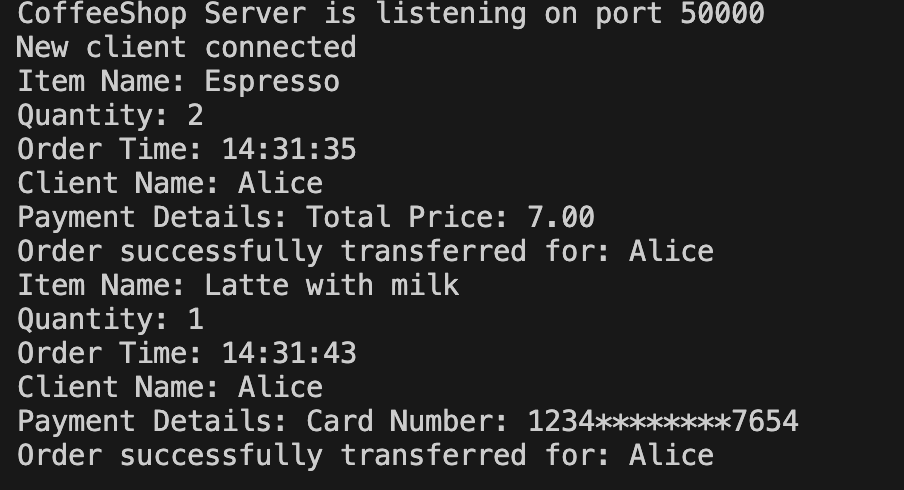 CoffeeShop Server is listening on port 50000
New client connected
Item Name: Espresso
Quantity: 2
Order Time: 14:31:35
Client Name: Alice
Payment Details: Total Price: 7.00
Order successfully transferred for: Alice
Item Name: Latte with milk
Quantity: 1
Order Time: 14:31:43
Client Name: Alice
Payment Details: Card Number: 1234********7654
Order successfully transferred for: Alice